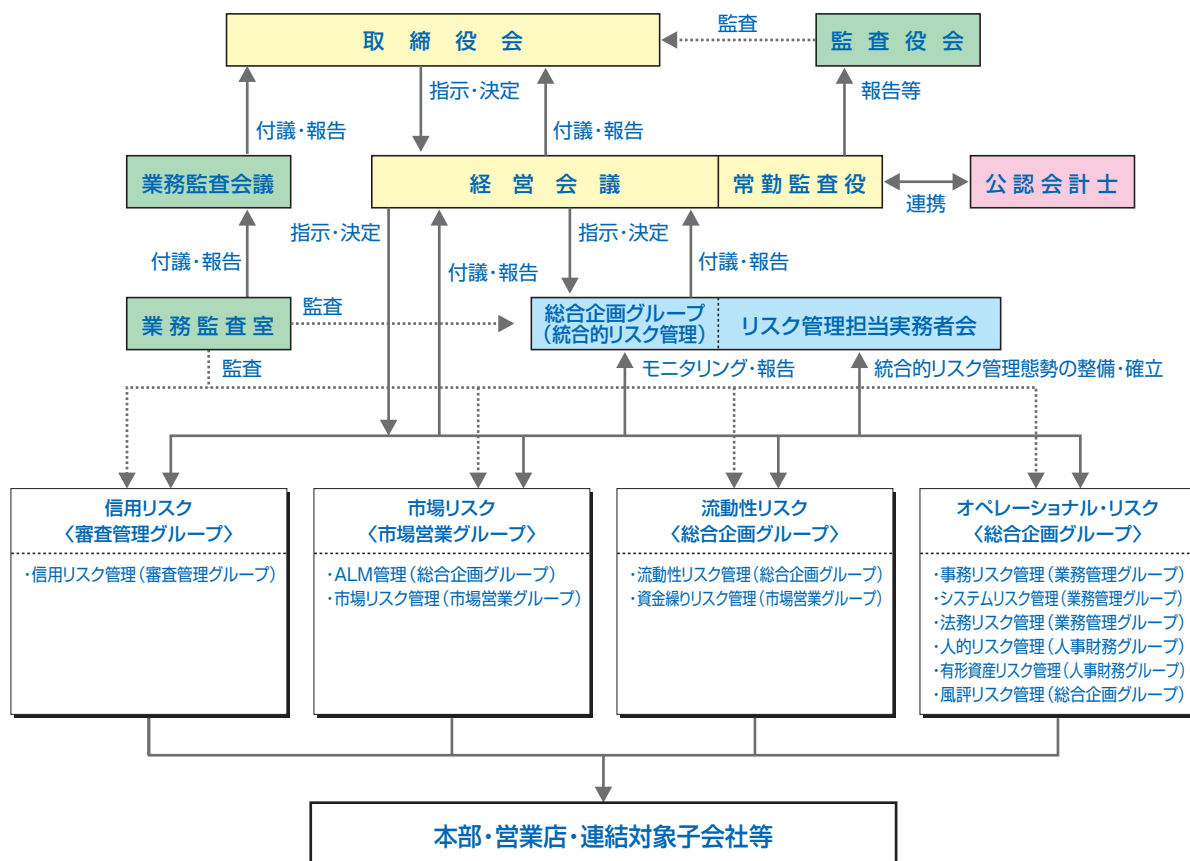 取締役会
監査
監査役会
指示・決定
報告等
付議・報告
付議・報告
業務監査会議
経営会議
常勤監査役
公認会計士
連携
指示・決定
指示・決定
付議・報告
付議・報告
付議・報告
業務監査室
監査
総合企画グループ
（統合的リスク管理）
リスク管理担当実務者会
監査
モニタリング・報告
統合的リスク管理態勢の整備・確立
信用リスク
〈審査管理グループ〉
・信用リスク管理（審査管理グループ）
市場リスク
〈市場営業グループ〉
・ALM管理（総合企画グループ）
・市場リスク管理（市場営業グループ）
流動性リスク
〈総合企画グループ〉
・流動性リスク管理（総合企画グループ）
・資金繰りリスク管理（市場営業グループ）
オペレーショナル・リスク
〈総合企画グループ〉
・事務リスク管理（業務管理グループ）
・システムリスク管理（業務管理グループ）
・法務リスク管理（業務管理グループ）
・人的リスク管理（人事財務グループ）
・有形資産リスク管理（人事財務グループ）
・風評リスク管理（総合企画グループ）
本部・営業店・連結対象子会社等